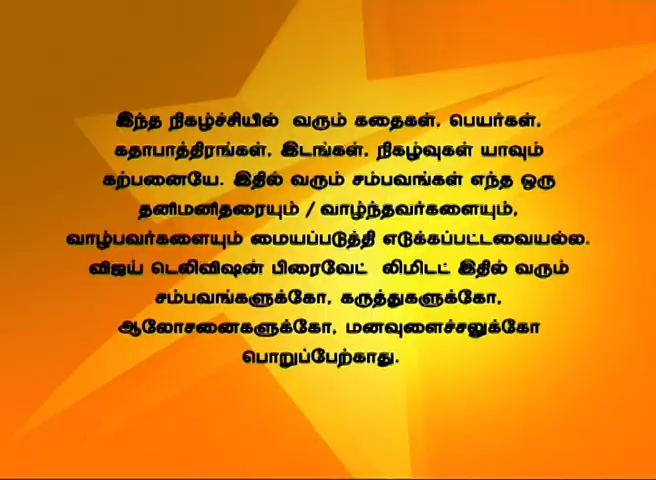 இந்த நிகழ்ச்சியில் வரும் கதைகள், பெயர்கள்,
கதாபாத்திரங்கள், இடங்கள், நிகழ்வுகள் யாவும்
கற்பனையே. இதில் வரும் சம்பவங்கள் எந்த ஒரு
தனிமனிதரையும் / வாழ்ந்தவர்களையும்,
வாழ்பவர்களையும் மையப்படுத்தி எடுக்கப்பட்டவையல்ல.
விஜய் டெலிவிஷன் பிரைவேட் லிமிடட் இதில் வரும்
சம்பவங்களுக்கோ, கருத்துகளுக்கோ,
ஆலோசனைகளுக்கோ, மனவுளைச்சலுக்கோ
பொறுப்பேற்காது.